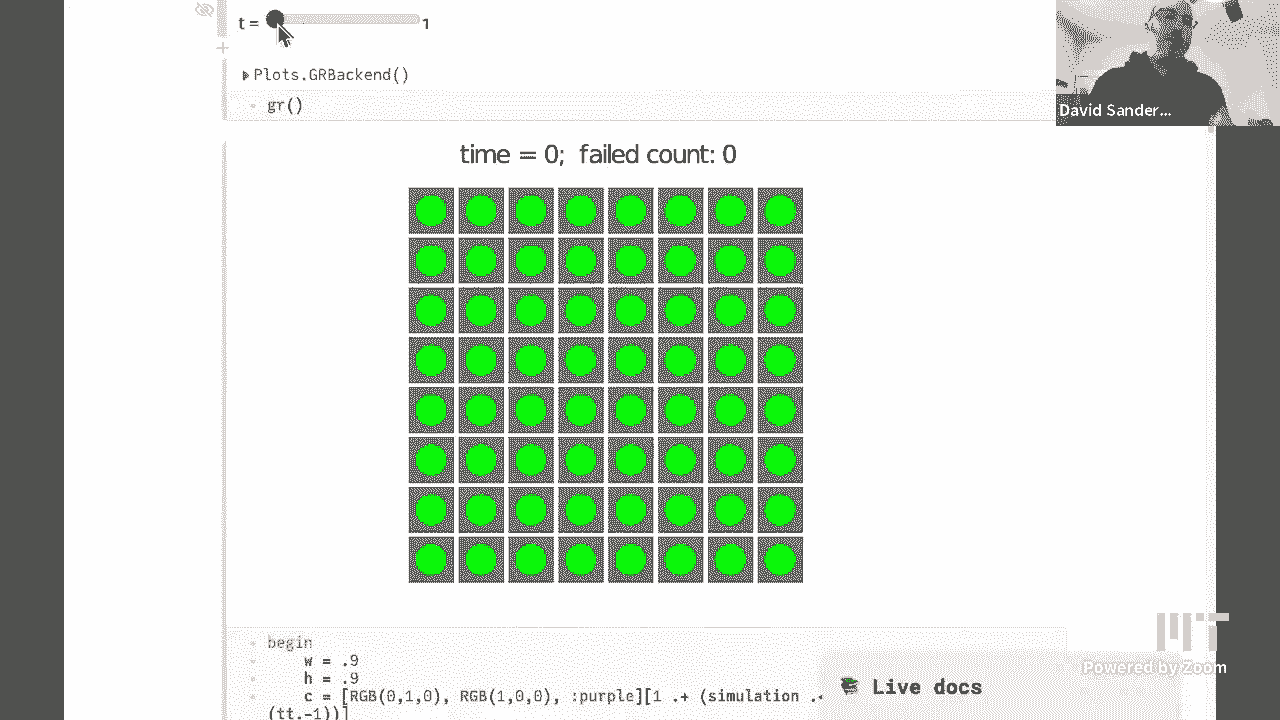 t =
1
Plots.GRBackend()
gr()
David Sander...
time = 0; failed count: 0
begin
w = .9
h = .9
c = [RGB(0,1,0), RGB(1,0,0), :purple][1 .+ (simulation .<
(tt.-1))]
Live docs
MIT
Powered by Zoom